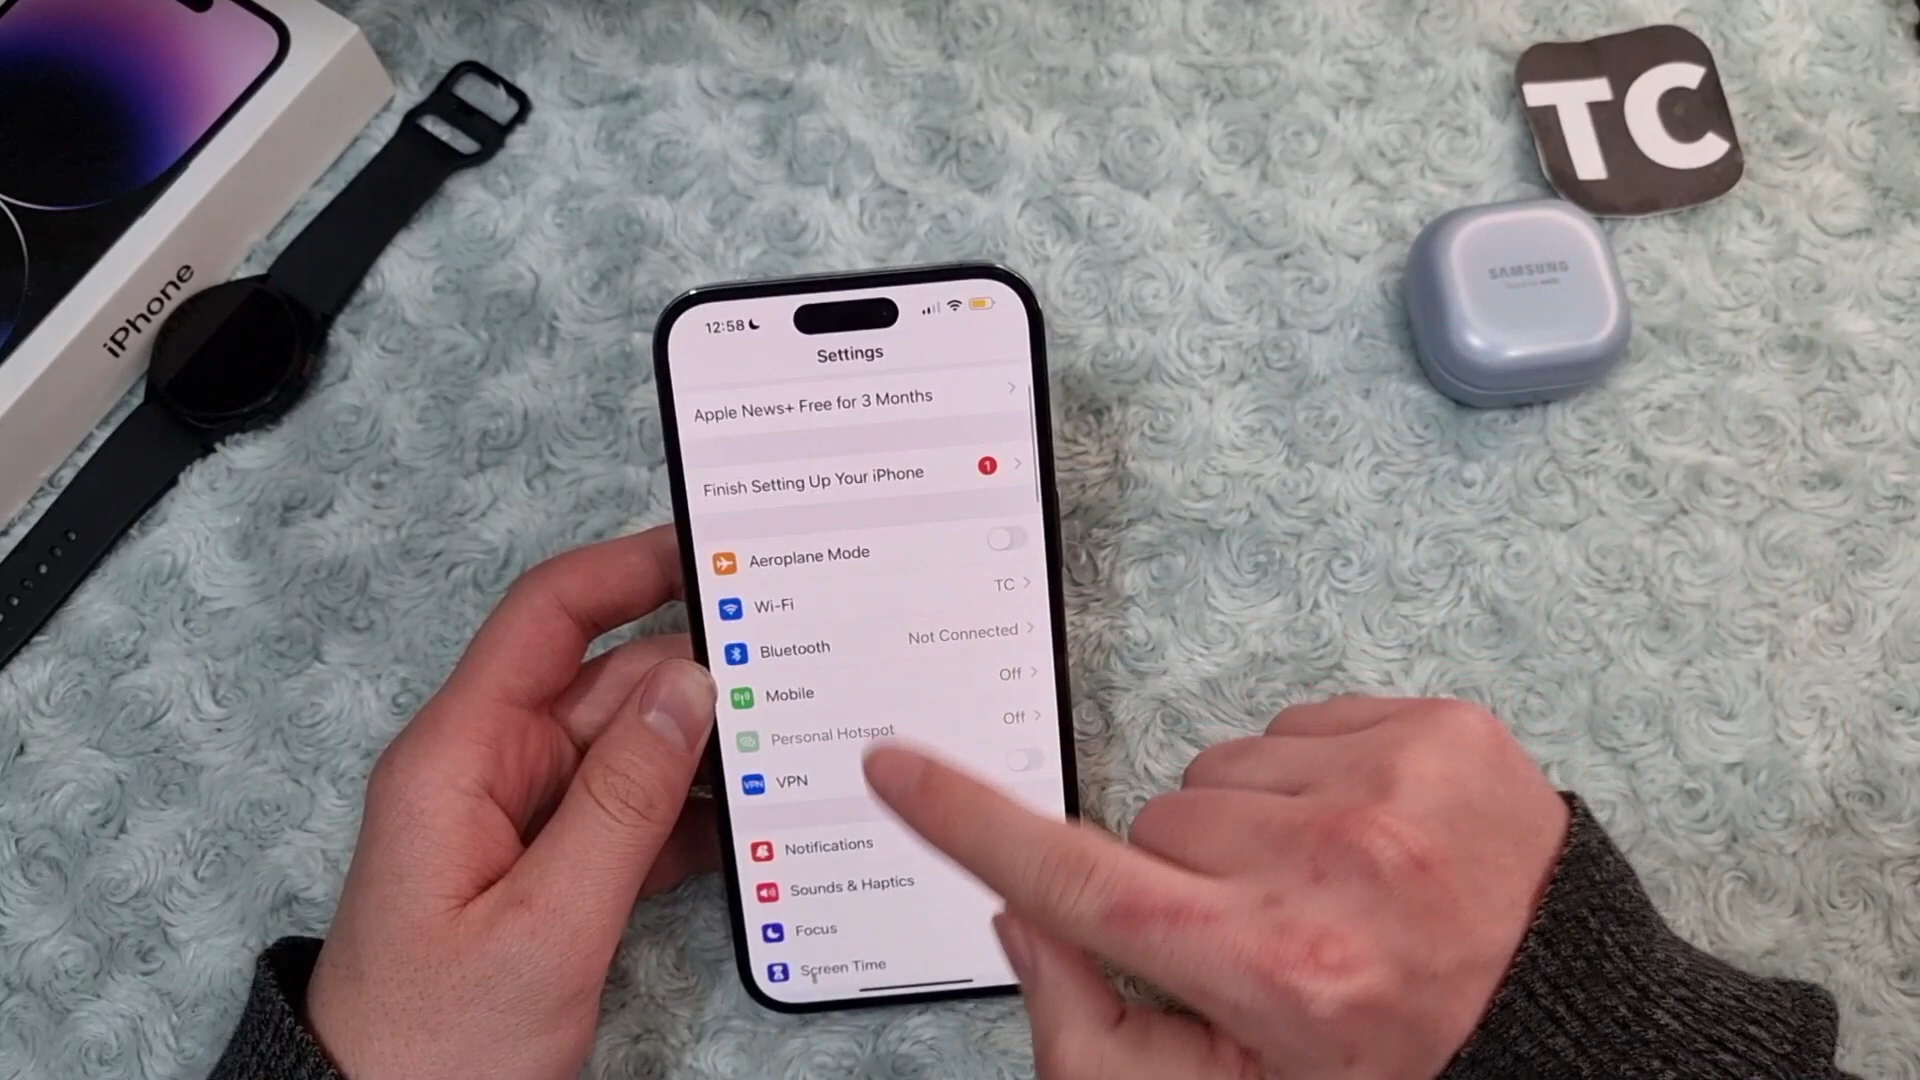 iPhone
TC
SAMSUNG
12:58
Settings
Apple News+ Free for 3 Months
Finish Setting Up Your iPhone 1
Aeroplane Mode
Wi-Fi TC
Bluetooth Not Connected
Mobile Off
Personal Hotspot Off
VPN VPN
Notifications
Sounds & Haptics
Focus
Screen Time